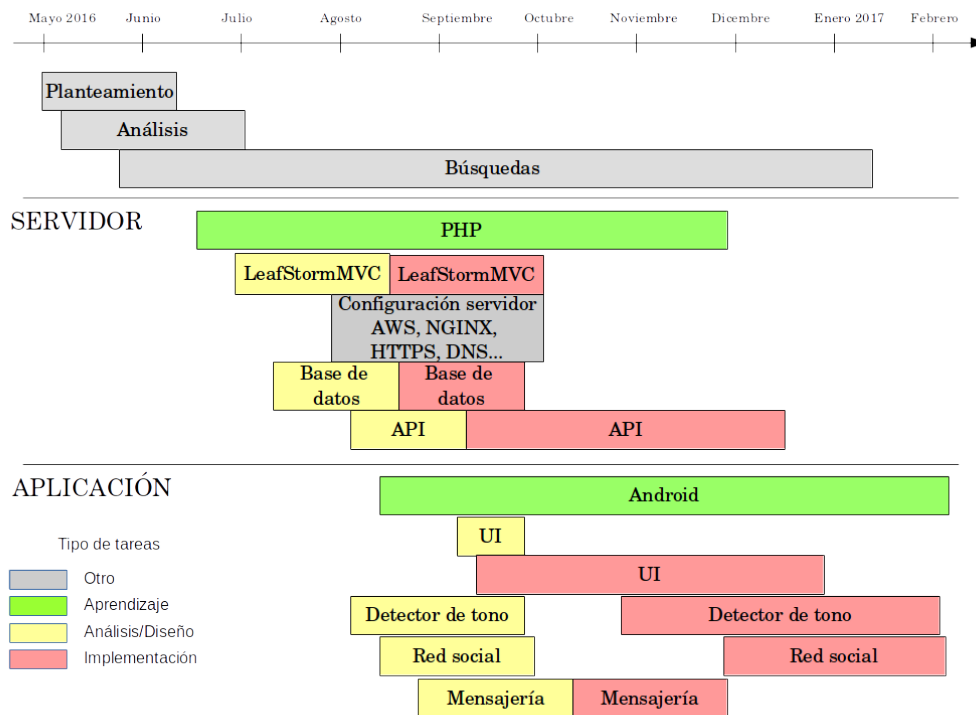 Mayo 2016 Junio Julio Agosto Septiembre Octubre Noviembre Dicembre Enero 2017 Febrero
Planteamiento
Análisis
Búsquedas
SERVIDOR
PHP
LeafStormMVC LeafStormMVC
Configuración servidor
AWS, NGINX,
HTTPS, DNS...
Base de Base de
datos datos
API API
APLICACIÓN
Android
UI
UI
Detector de tono Detector de tono
Red social Red social
Mensajería Mensajería
Tipo de tareas
Otro
Aprendizaje
Análisis/Diseño
Implementación